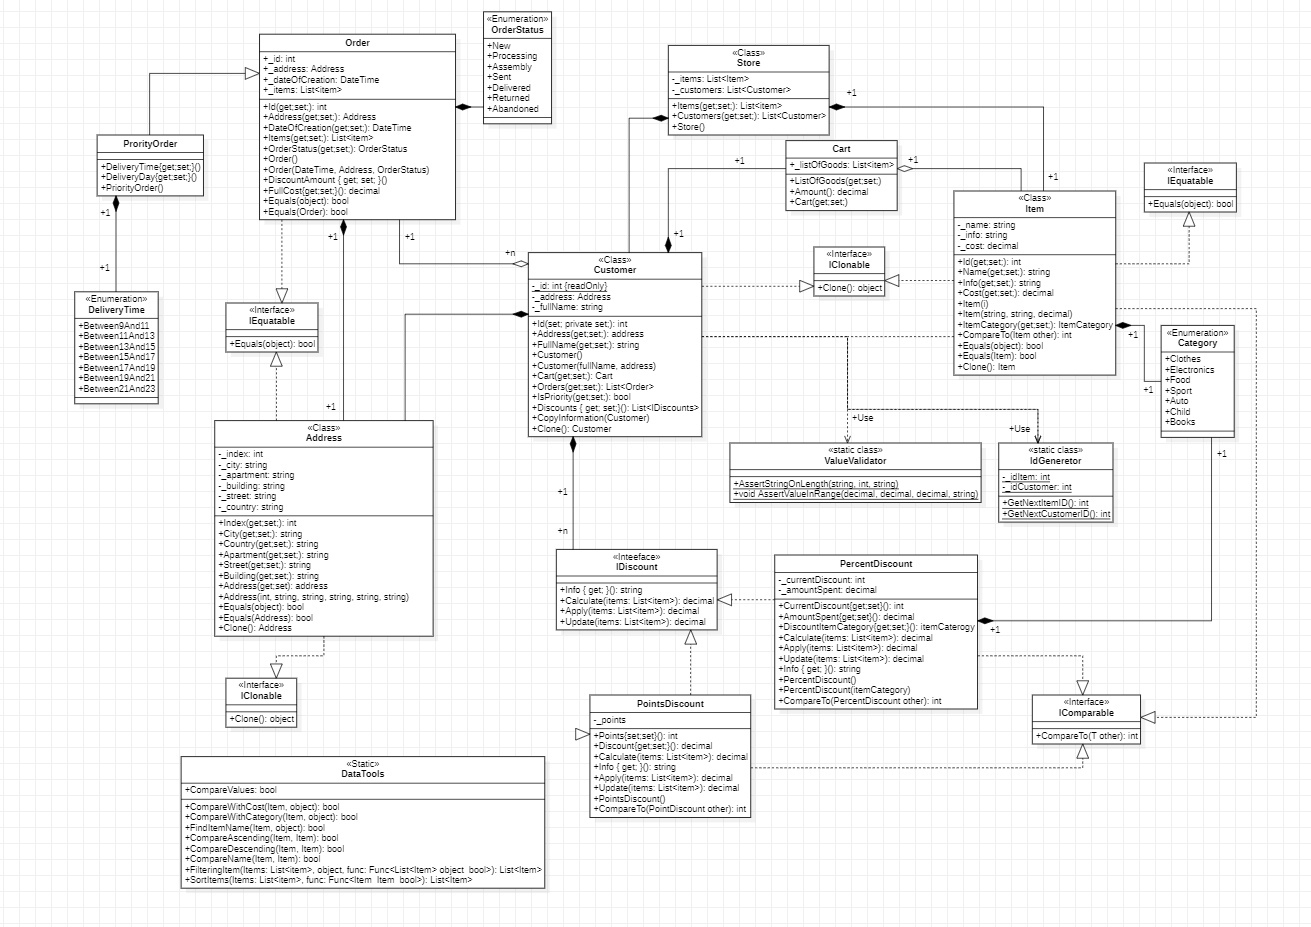 «Enumeration»
OrderStatus
+New
+Processing
+Assembly
+Sent
+Delivered
+Returned
+Abandoned
Order
+_id: int
+_address: Address
+_dateOfCreation: DateTime
+_items: List<item>
+Id(get;set;): int
+Address(get;set;): Address
+DateOfCreation(get;set;): DateTime
+Items(get;set;): List<item>
+OrderStatus(get;set;): OrderStatus
+Order()
+Order(DateTime, Address, OrderStatus)
+DiscountAmount { get; set; }()
+FullCost{get;set;}(): decimal
+Equals(object): bool
+Equals(Order): bool
«Class»
Store
-_items: List<Item>
-_customers: List<Customer>
+Items(get;set;): List<item>
+Customers(get;set;): List<Customer>
+Store()
+1
ProrityOrder
+DeliveryTime{get;set;}()
+DeliveryDay{get;set;}()
+PriorityOrder()
Cart
+_listOfGoods: List<item>
+ListOfGoods(get;set;)
+Amount(): decimal
+Cart(get;set;)
+1
+1
+1
«Interface»
IEquatable
+Equals(object): bool
«Class»
Item
-_name: string
-_info: string
-_cost: decimal
+Id(get;set;): int
+Name(get;set;): string
+Info(get;set;): string
+Cost(get;set;): decimal
+Item(i)
+Item(string, string, decimal)
+ItemCategory(get;set;): ItemCategory
+CompareTo(Item other): int
+Equals(object): bool
+Equals(Item): bool
+Clone(): Item
+1
+1
+1
+1
+n
+1
+1
«Enumeration»
DeliveryTime
+Between9And11
+Between11And13
+Between13And15
+Between15And17
+Between17And19
+Between19And21
+Between21And23
«Interface»
IEquatable
+Equals(object): bool
«Class»
Customer
-_id: int {readOnly}
-_address: Address
-_fullName: string
+Id(set; private set;): int
+Address(get;set;): address
+FullName(get;set;): string
+Customer()
+Customer(fullName, address)
+Cart(get;set;): Cart
+Orders(get;set;): List<Order>
+IsPriority(get;set;): bool
+Discounts { get; set;}(): List<IDiscounts>
+CopyInformation(Customer)
+Clone(): Customer
«Interface»
IClonable
+Clone(): object
+1
+1
«Enumeration»
Category
+Clothes
+Electronics
+Food
+Sport
+Auto
+Child
+Books
+1
«Class»
Address
-_index: int
-_city: string
-_apartment: string
-_building: string
-_street: string
-_country: string
+Index(get;set;): int
+City(get;set;): string
+Country(get;set;): string
+Apartment(get;set;): string
+Street(get;set;): string
+Building(get;set;): string
+Address(get;set): address
+Address(int, string, string, string, string, string)
+Equals(object): bool
+Equals(Address): bool
+Clone(): Address
+Use
+Use
«static class»
ValueValidator
+AssertStringOnLength(string, int, string)
+void AssertValueInRange(decimal, decimal, decimal, string)
«static class»
IdGeneretor
-_idItem: int
-_idCustomer: int
+GetNextItemID(): int
+GetNextCustomerID(): int
+1
+1
+n
«Inteeface»
IDiscount
+Info { get; }(): string
+Calculate(items: List<item>): decimal
+Apply(items: List<item>): decimal
+Update(items: List<item>): decimal
PercentDiscount
-_currentDiscount: int
-_amountSpent: decimal
+CurrentDiscount{get;set}(): int
+AmountSpent{get;set}(): decimal
+DiscountItemCategory{get;set;}(): itemCaterogy
+Calculate(items: List<item>): decimal
+Apply(items: List<item>): decimal
+Update(items: List<item>): decimal
+Info { get; }(): string
+PercentDiscount()
+PercentDiscount(itemCategory)
+CompareTo(PercentDiscount other): int
+1
«Interface»
IClonable
+Clone(): object
PointsDiscount
-_points
+Points{set;set}(): int
+Discount{get;set;}(): decimal
+Calculate(items: List<item>): decimal
+Info { get; }(): string
+Apply(items: List<item>): decimal
+Update(items: List<item>): decimal
+PointsDiscount()
+CompareTo(PointDiscount other): int
«Interface»
IComparable
+CompareTo(T other): int
«Static»
DataTools
+CompareValues: bool
+CompareWithCost(Item, object): bool
+CompareWithCategory(Item, object): bool
+FindItemName(Item, object): bool
+CompareAscending(Item, Item): bool
+CompareDescending(Item, Item): bool
+CompareName(Item, Item): bool
+FilteringItem(Items: List<item>, object, func: Func<List<Item> object bool>): List<Item>
+SortItems(Items: List<item>, func: Func<Item Item bool>): List<Item>